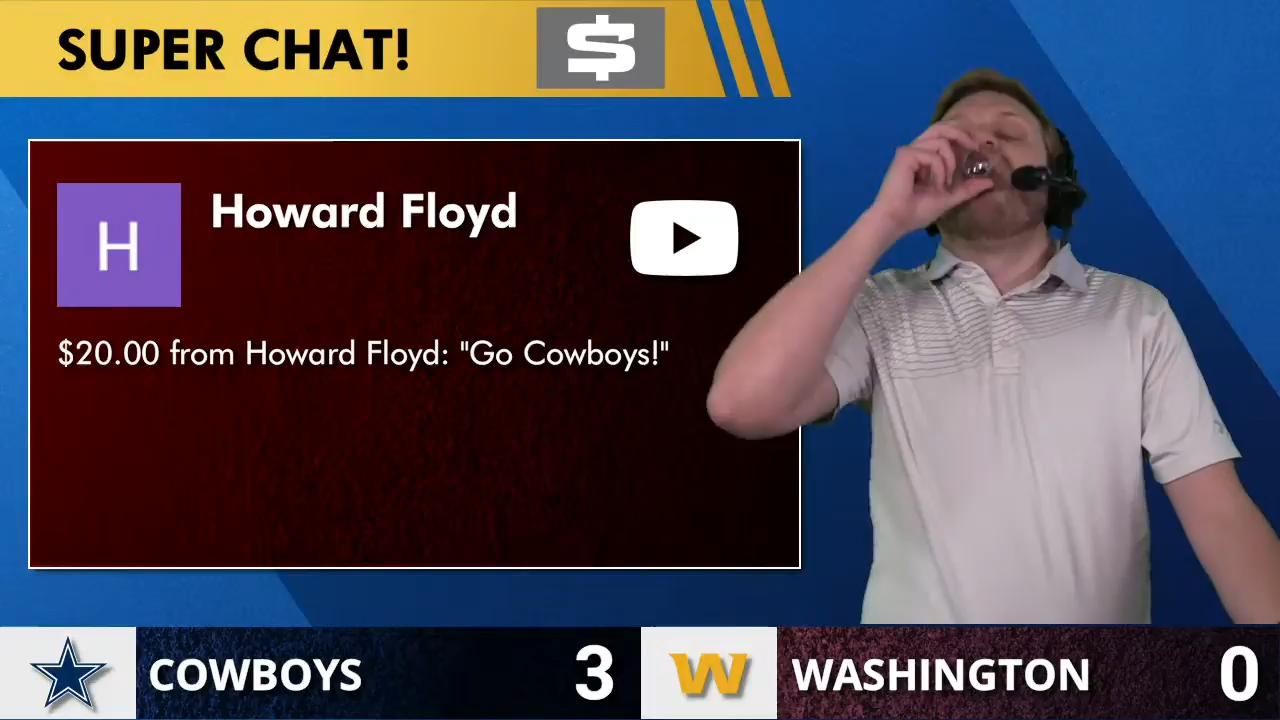 SUPER CHAT!
$
H
Howard Floyd
$20.00 from Howard Floyd: "Go Cowboys!"
COWBOYS 3 W WASHINGTON 0